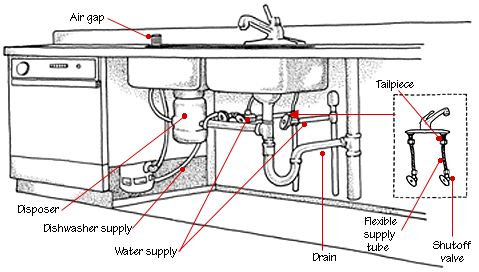 Air gap
Tailpiece
Disposer
Dishwasher supply
Water supply
Drain
Flexible
supply
tube
Shutoff
valve